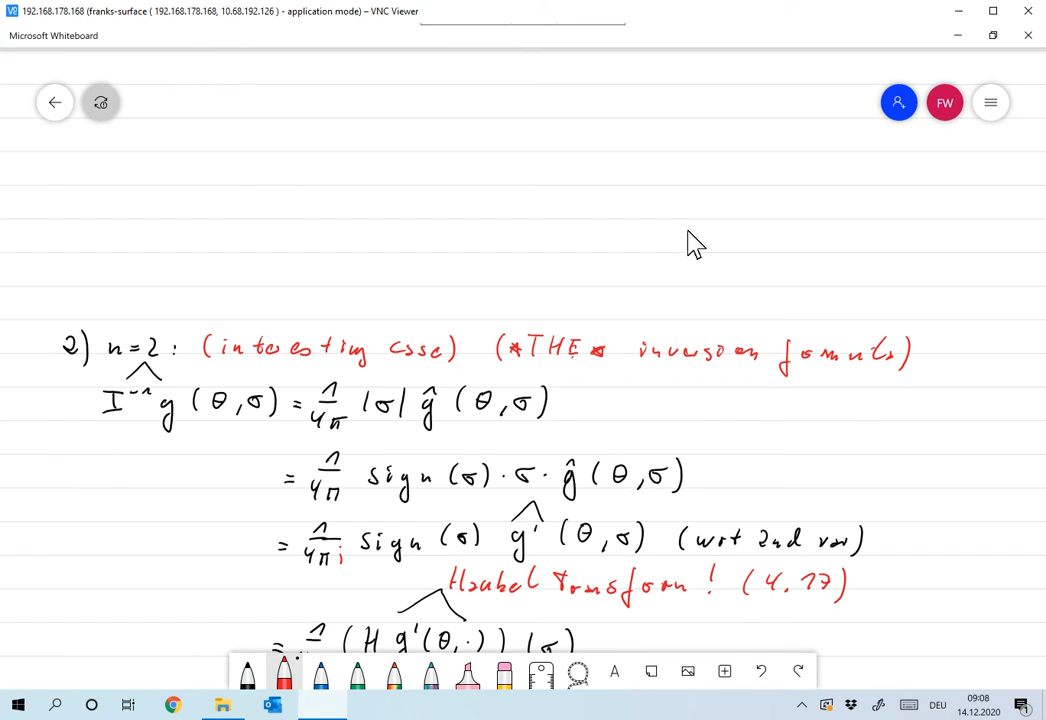 192.168.178.168 (franks-surface ( 192.168.178.168, 10.68.192.126 ) - application mode) – VNC Viewer
Microsoft Whiteboard
FW
2) n=2: (interesting case) (*THE* inversion formula)
I^{-1} g (θ,σ) = 1/4π |σ| ĝ (θ,σ)
= 1/4π sign (σ) · σ · ĝ (θ,σ)
= 1/4πi sign (σ) g' (θ,σ) (wrt 2nd var)
Hankel Transform! (4.17)
(H g'(θ,·)) (σ)
A
DEU
09:08
14.12.2020